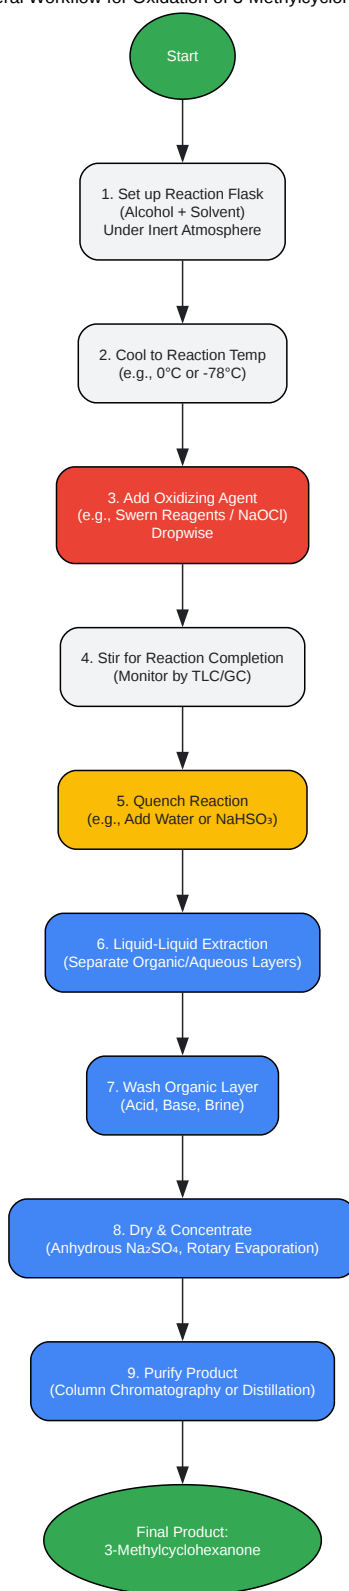 Workflow for Oxidation of
Start
1. Set up Reaction Flask
(Alcohol + Solvent)
Under Inert Atmosphere
2. Cool to Reaction Temp
(e.g., 0°C or -78°C)
3. Add Oxidizing Agent
(e.g., Swern Reagents / NaOCl)
Dropwise
4. Stir for Reaction Completion
(Monitor by TLC/GC)
5. Quench Reaction
(e.g., Add Water or NaHSO₃)
6. Liquid-Liquid Extraction
(Separate Organic/Aqueous Layers)
7. Wash Organic Layer
(Acid, Base, Brine)
8. Dry & Concentrate
(Anhydrous Na₂SO₄, Rotary Evaporation)
9. Purify Product
(Column Chromatography or Distillation)
Final Product:
3-Methylcyclohexanone